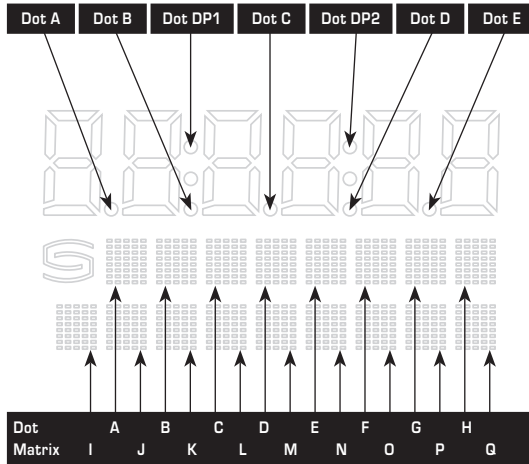 Dot A Dot B Dot DP1 Dot C Dot DP2 Dot D Dot E
S
Dot A B C D E F G H
Matrix I J K L M N O P Q